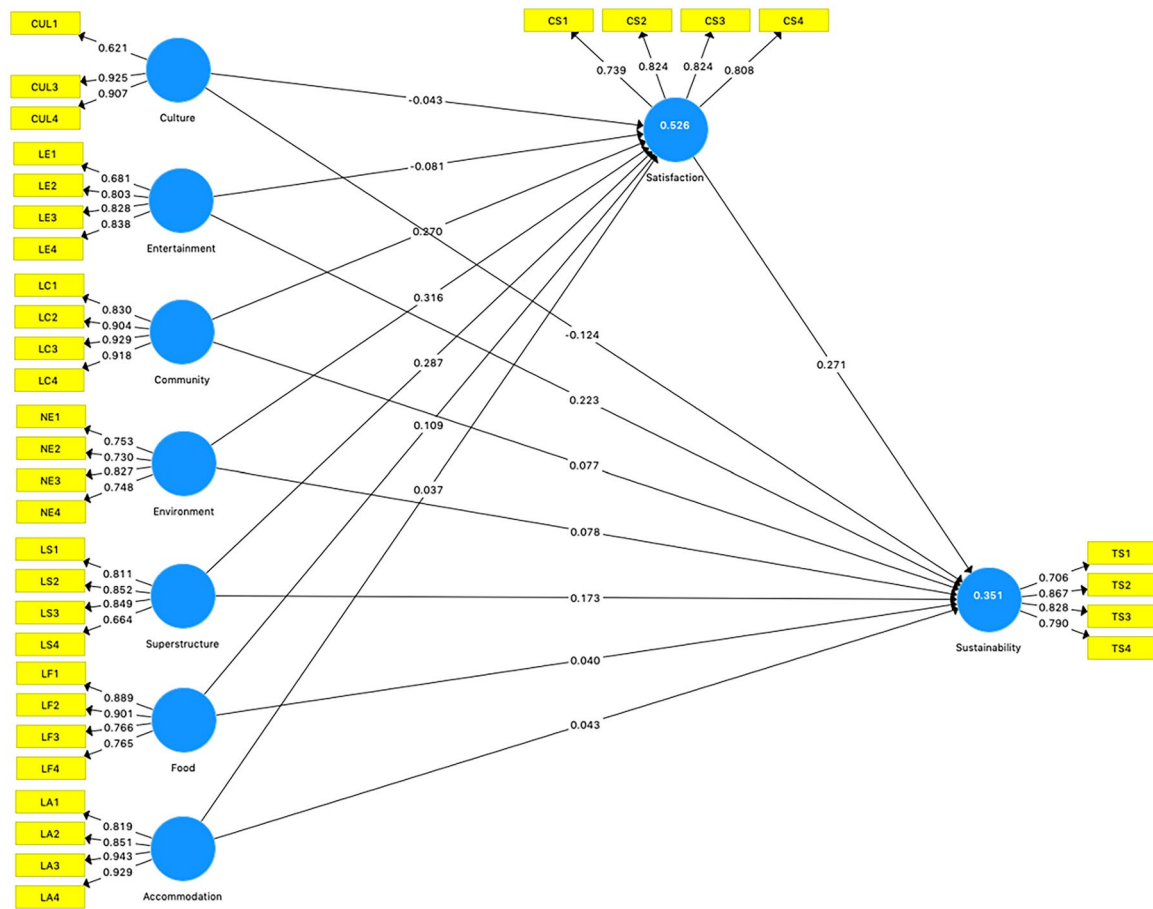 CUL1
CUL3
CUL4
0.621
0.925
0.907
Culture
LE1
LE2
LE3
LE4
0.681
0.803
0.828
0.838
Entertainment
LC1
LC2
LC3
LC4
0.830
0.904
0.929
0.918
Community
NE1
NE2
NE3
NE4
0.753
0.730
0.827
0.748
Environment
LS1
LS2
LS3
LS4
0.811
0.852
0.849
0.664
Superstructure
LF1
LF2
LF3
LF4
0.889
0.901
0.766
0.765
Food
LA1
LA2
LA3
LA4
0.819
0.851
0.943
0.929
Accommodation
-0.043
-0.081
0.270
0.316
0.287
0.109
0.037
CS1
CS2
CS3
CS4
0.739
0.824
0.824
0.808
0.526
Satisfaction
-0.124
0.223
0.077
0.078
0.173
0.040
0.043
0.271
0.351
Sustainability
0.706
0.867
0.828
0.790
TS1
TS2
TS3
TS4